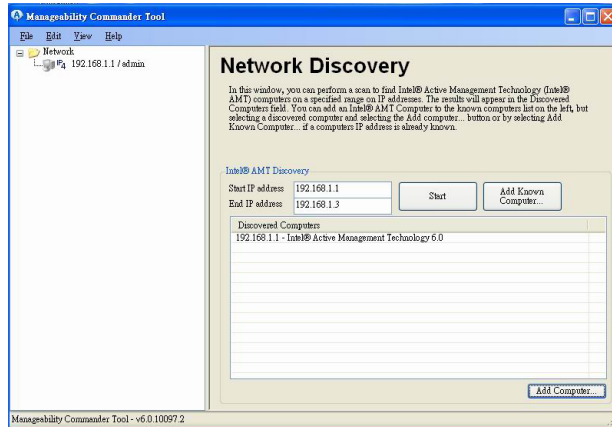 Manageability Commander Tool
File Edit View Help
Network
192.168.1.1 / admin
Network Discovery
In this window, you can perform a scan to find Intel® Active Management Technology (Intel®
AMT) computers on a specified range on IP addresses. The results will appear in the Discovered
Computers field. You can add an Intel® AMT Computer to the known computers list on the left, but
selecting a discovered computer and selecting the Add computer... button or by selecting Add
Known Computer... if a computers IP address is already known.
Intel® AMT Discovery
Start IP address 192.168.1.1
End IP address 192.168.1.3
Start
Add Known
Computer...
Discovered Computers
192.168.1.1 - Intel® Active Management Technology 6.0
Add Computer...
Manageability Commander Tool - v6.0.10097.2